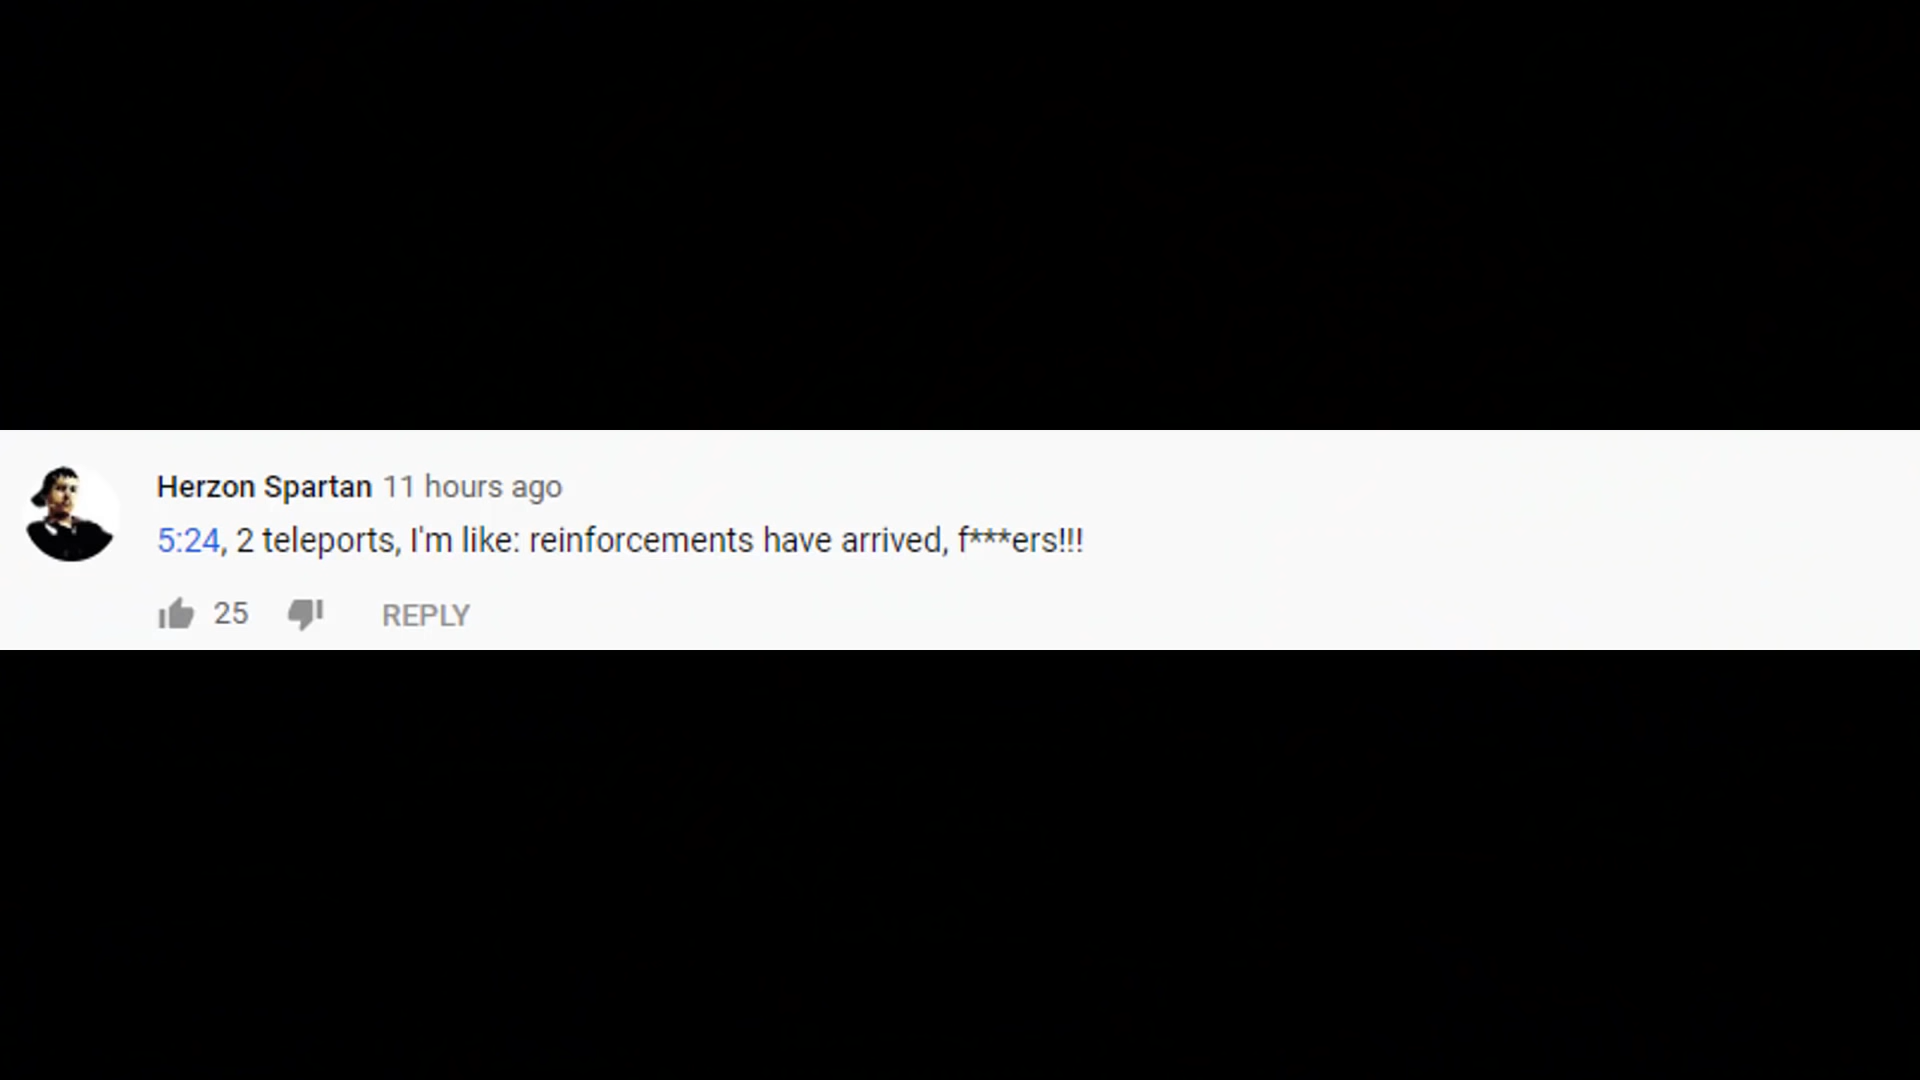 Herzon Spartan 11 hours ago
5:24, 2 teleports, I'm like: reinforcements have arrived, f***ers!!!
25 REPLY